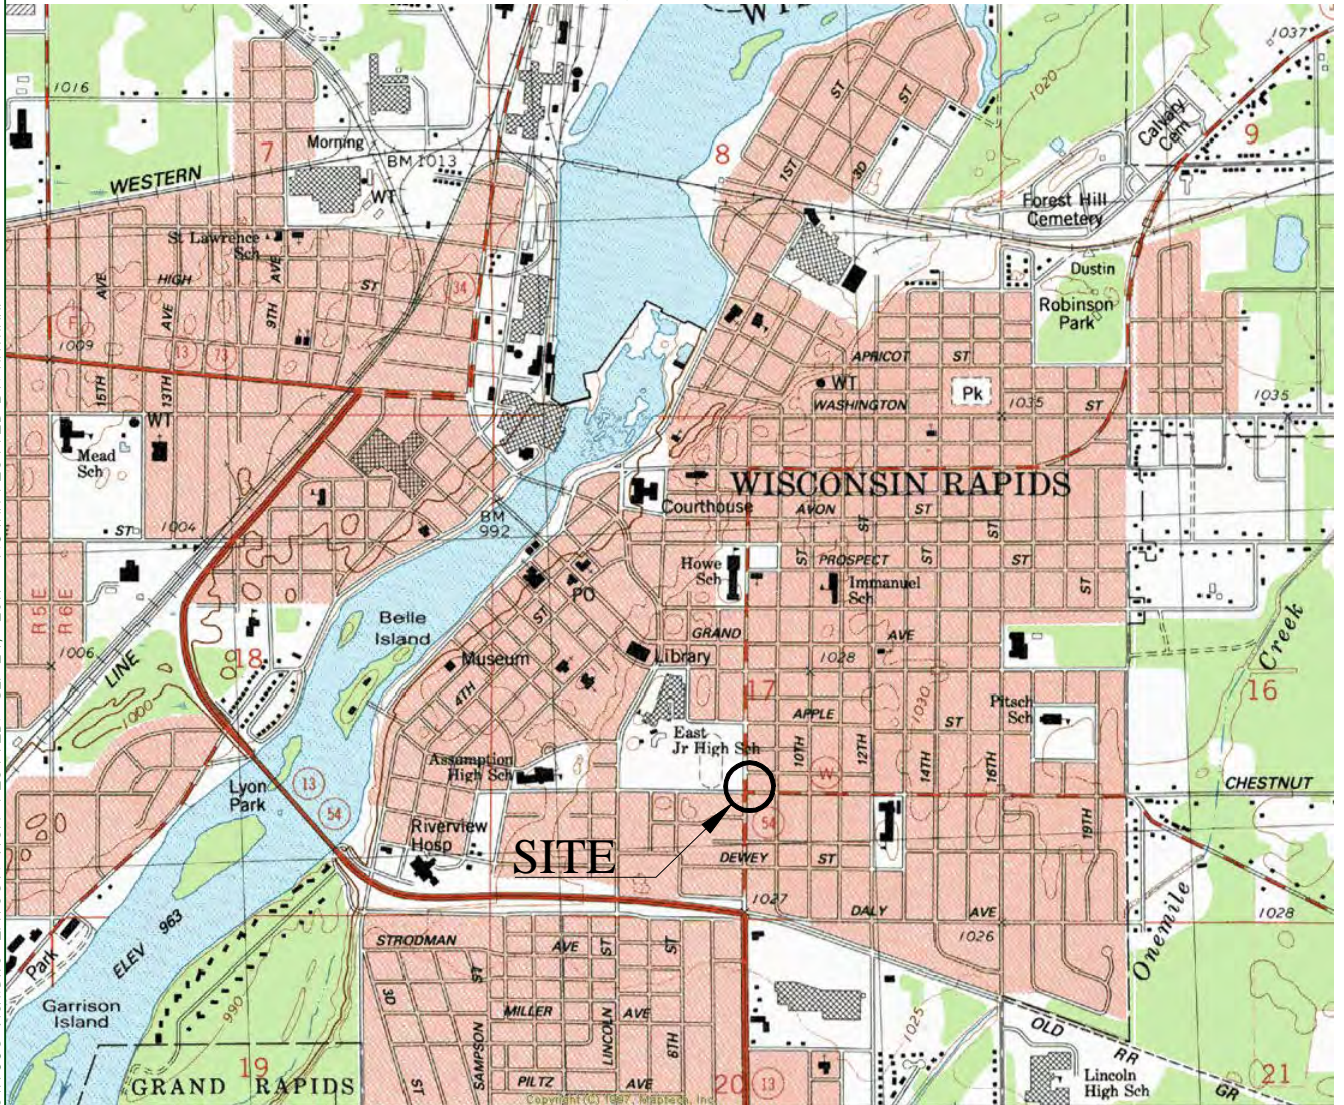 WIS
1037
1016
1020
ST
ST
Calvary
Cem
7
Morning
BM 1013
8
9
1ST
3D
WESTERN
WT
Forest Hill
Cemetery
St Lawrence
Sch
AVE
HIGH
ST
AVE
AVE
9TH
34
Dustin
Robinson
Park
F
1009
13
73
APRICOT
ST
15TH
13TH
WT
WASHINGTON
Pk
1035
ST
1035
WT
Mead
Sch
WISCONSIN RAPIDS
Courthouse
AVON
ST
ST
ST
BM
992
ST
1004
Howe
Sch
ST
PROSPECT
ST
ST
Immanuel
Sch
ST
PO
R5E
R6E
Belle
Island
ST
GRAND
AVE
Creek
1006
LINE
18
Museum
Library
1028
4TH
17
16
1000
APPLE
ST
1030
Pitsch
Sch
East
Jr High Sch
10TH
12TH
14TH
16TH
Assumption
High Sch
W
Lyon
Park
13
54
CHESTNUT
54
19TH
Riverview
Hosp
SITE
DEWEY
ST
1027
DALY
AVE
1028
963
ELEV
STRODMAN
AVE
ST
ST
1026
Onemile
Park
ST
3D
990
Garrison
Island
MILLER
AVE
1025
OLD
RR
GR
SAMPSON
LINCOLN
6TH
19
GRAND RAPIDS
ST
PILTZ
AVE
20
13
Lincoln
High Sch
21
Copyright (C) 1997, Maptech, Inc.